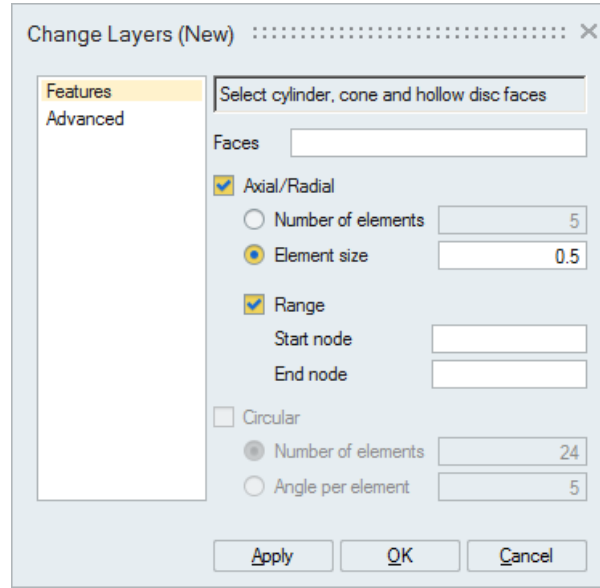 Change Layers (New)
Features
Advanced
Select cylinder, cone and hollow disc faces
Faces
Axial/Radial
Number of elements 5
Element size 0.5
Range
Start node
End node
Circular
Number of elements 24
Angle per element 5
Apply OK Cancel